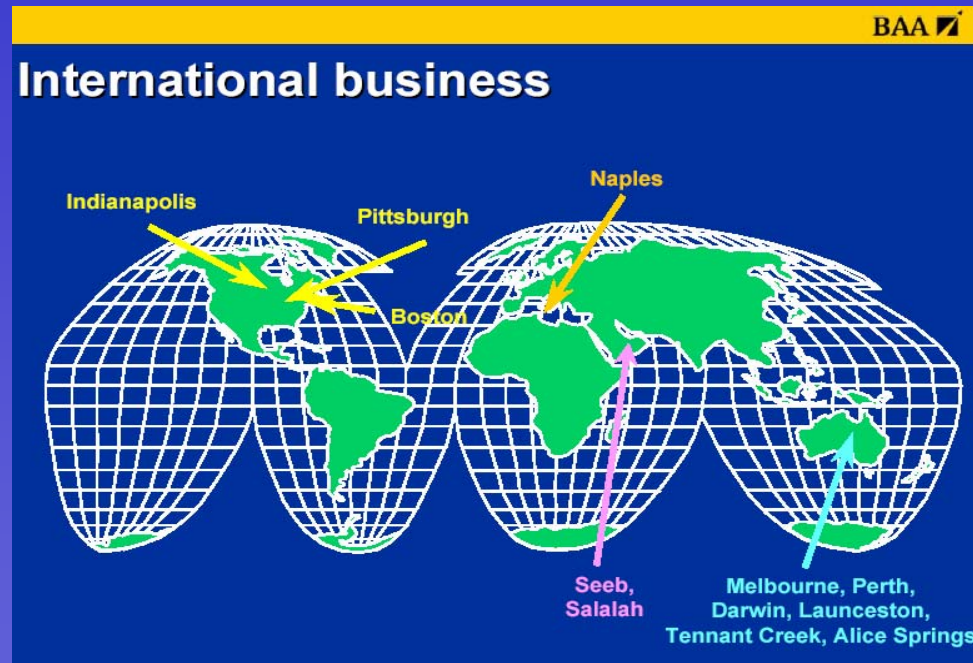 BAA
International business
Naples
Indianapolis
Pittsburgh
Boston
Seeb,
Salalah
Melbourne, Perth,
Darwin, Launceston,
Tennant Creek, Alice Springs